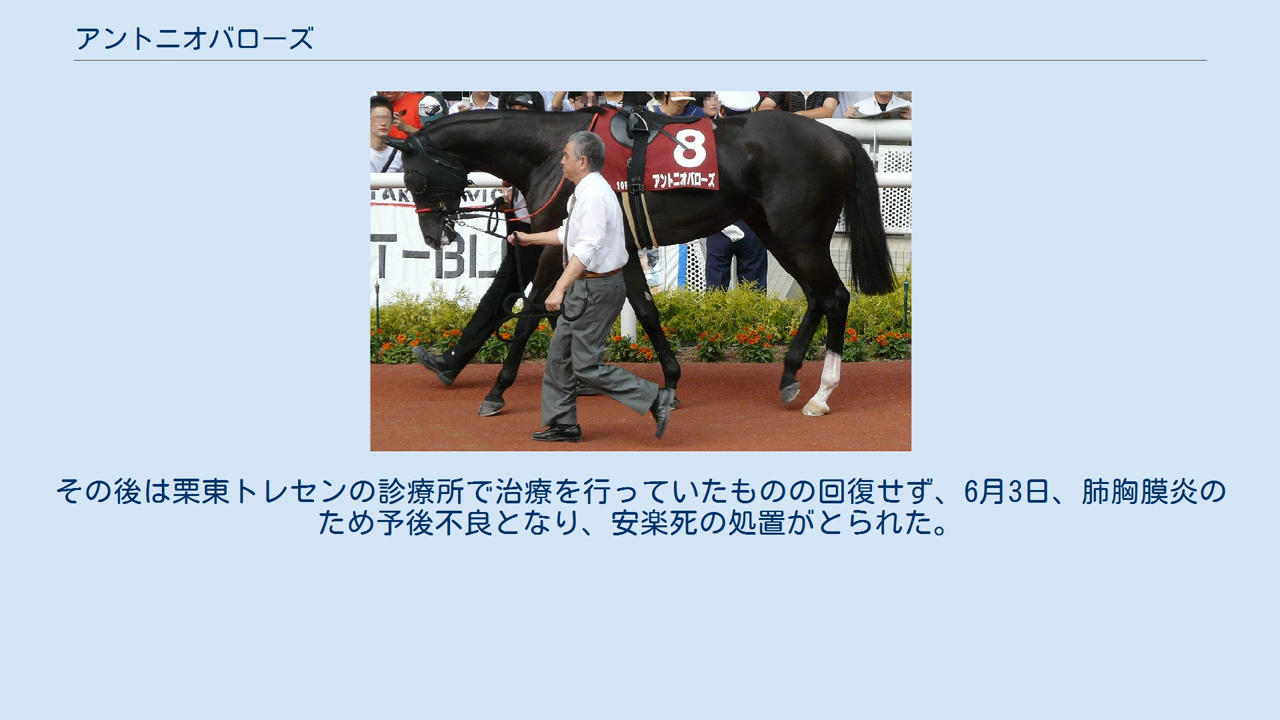 アントニオバローズ
8
アントニオバローズ
T-BL
その後は栗東トレセンの診療所で治療を行っていたものの回復せず、6月3日、肺胸膜炎の
ため予後不良となり、安楽死の処置がとられた。